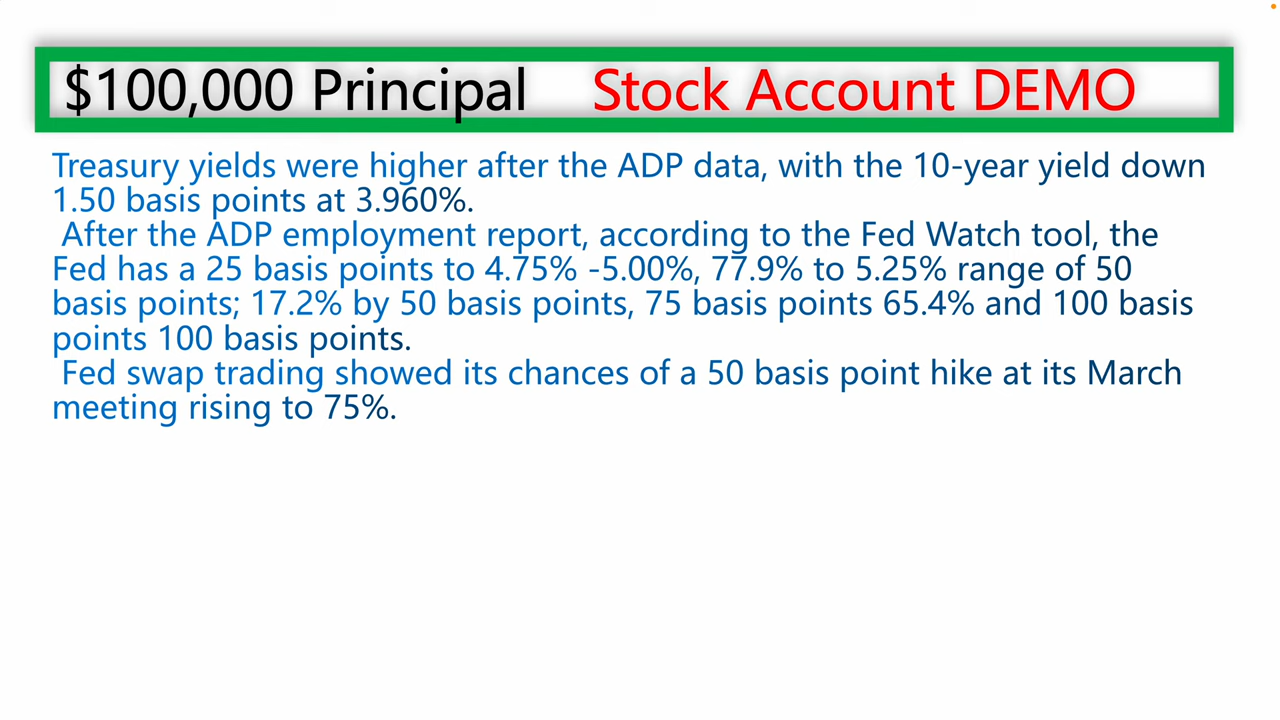 $100,000 Principal Stock Account DEMO
Treasury yields were higher after the ADP data, with the 10-year yield down
1.50 basis points at 3.960%.
After the ADP employment report, according to the Fed Watch tool, the
Fed has a 25 basis points to 4.75% -5.00%, 77.9% to 5.25% range of 50
basis points; 17.2% by 50 basis points, 75 basis points 65.4% and 100 basis
points 100 basis points.
Fed swap trading showed its chances of a 50 basis point hike at its March
meeting rising to 75%.